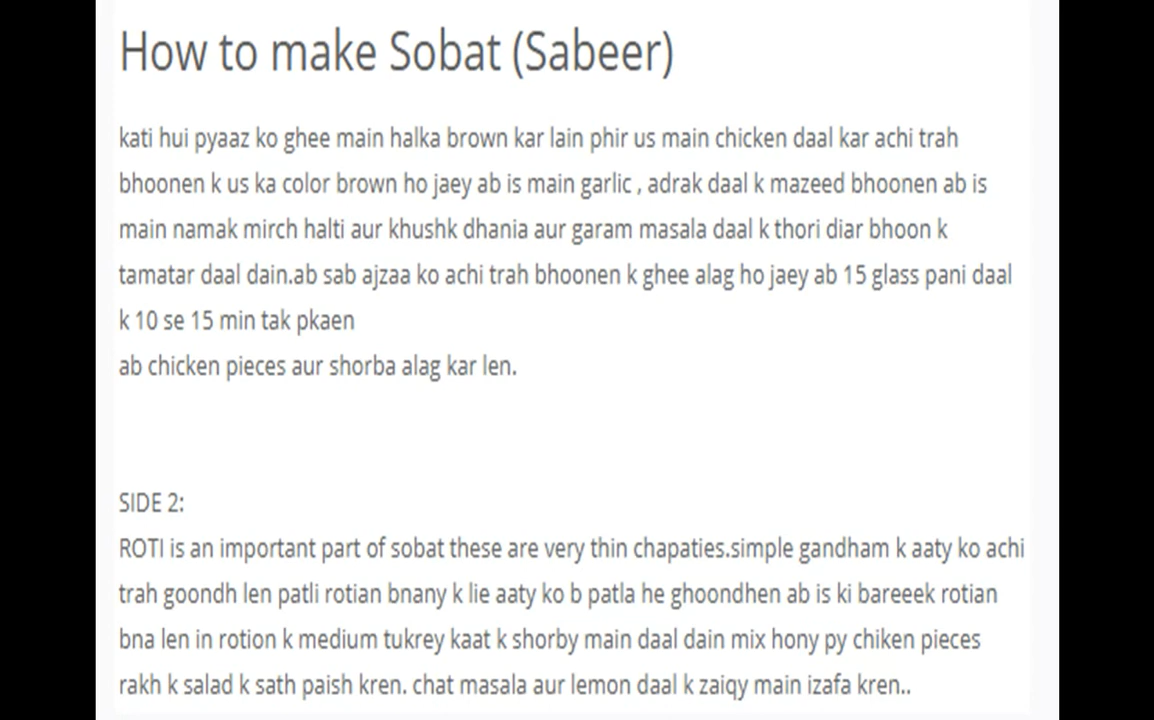 How to make Sobat (Sabeer)
kati hui pyaaz ko ghee main halka brown kar lain phir us main chicken daal kar achi trah
bhoonen k us ka color brown ho jaey ab is main garlic , adrak daal k mazeed bhoonen ab is
main namak mirch halti aur khushk dhania aur garam masala daal k thori diar bhoon k
tamatar daal dain.ab sab ajzaa ko achi trah bhoonen k ghee alag ho jaey ab 15 glass pani daal
k 10 se 15 min tak pkaen
ab chicken pieces aur shorba alag kar len.
SIDE 2:
ROTI is an important part of sobat these are very thin chapaties.simple gandham k aaty ko achi
trah goondh len patli rotian bnany k lie aaty ko b patla he ghoondhen ab is ki bareeek rotian
bna len in rotion k medium tukrey kaat k shorby main daal dain mix hony py chiken pieces
rakh k salad k sath paish kren. chat masala aur lemon daal k zaiqy main izafa kren..